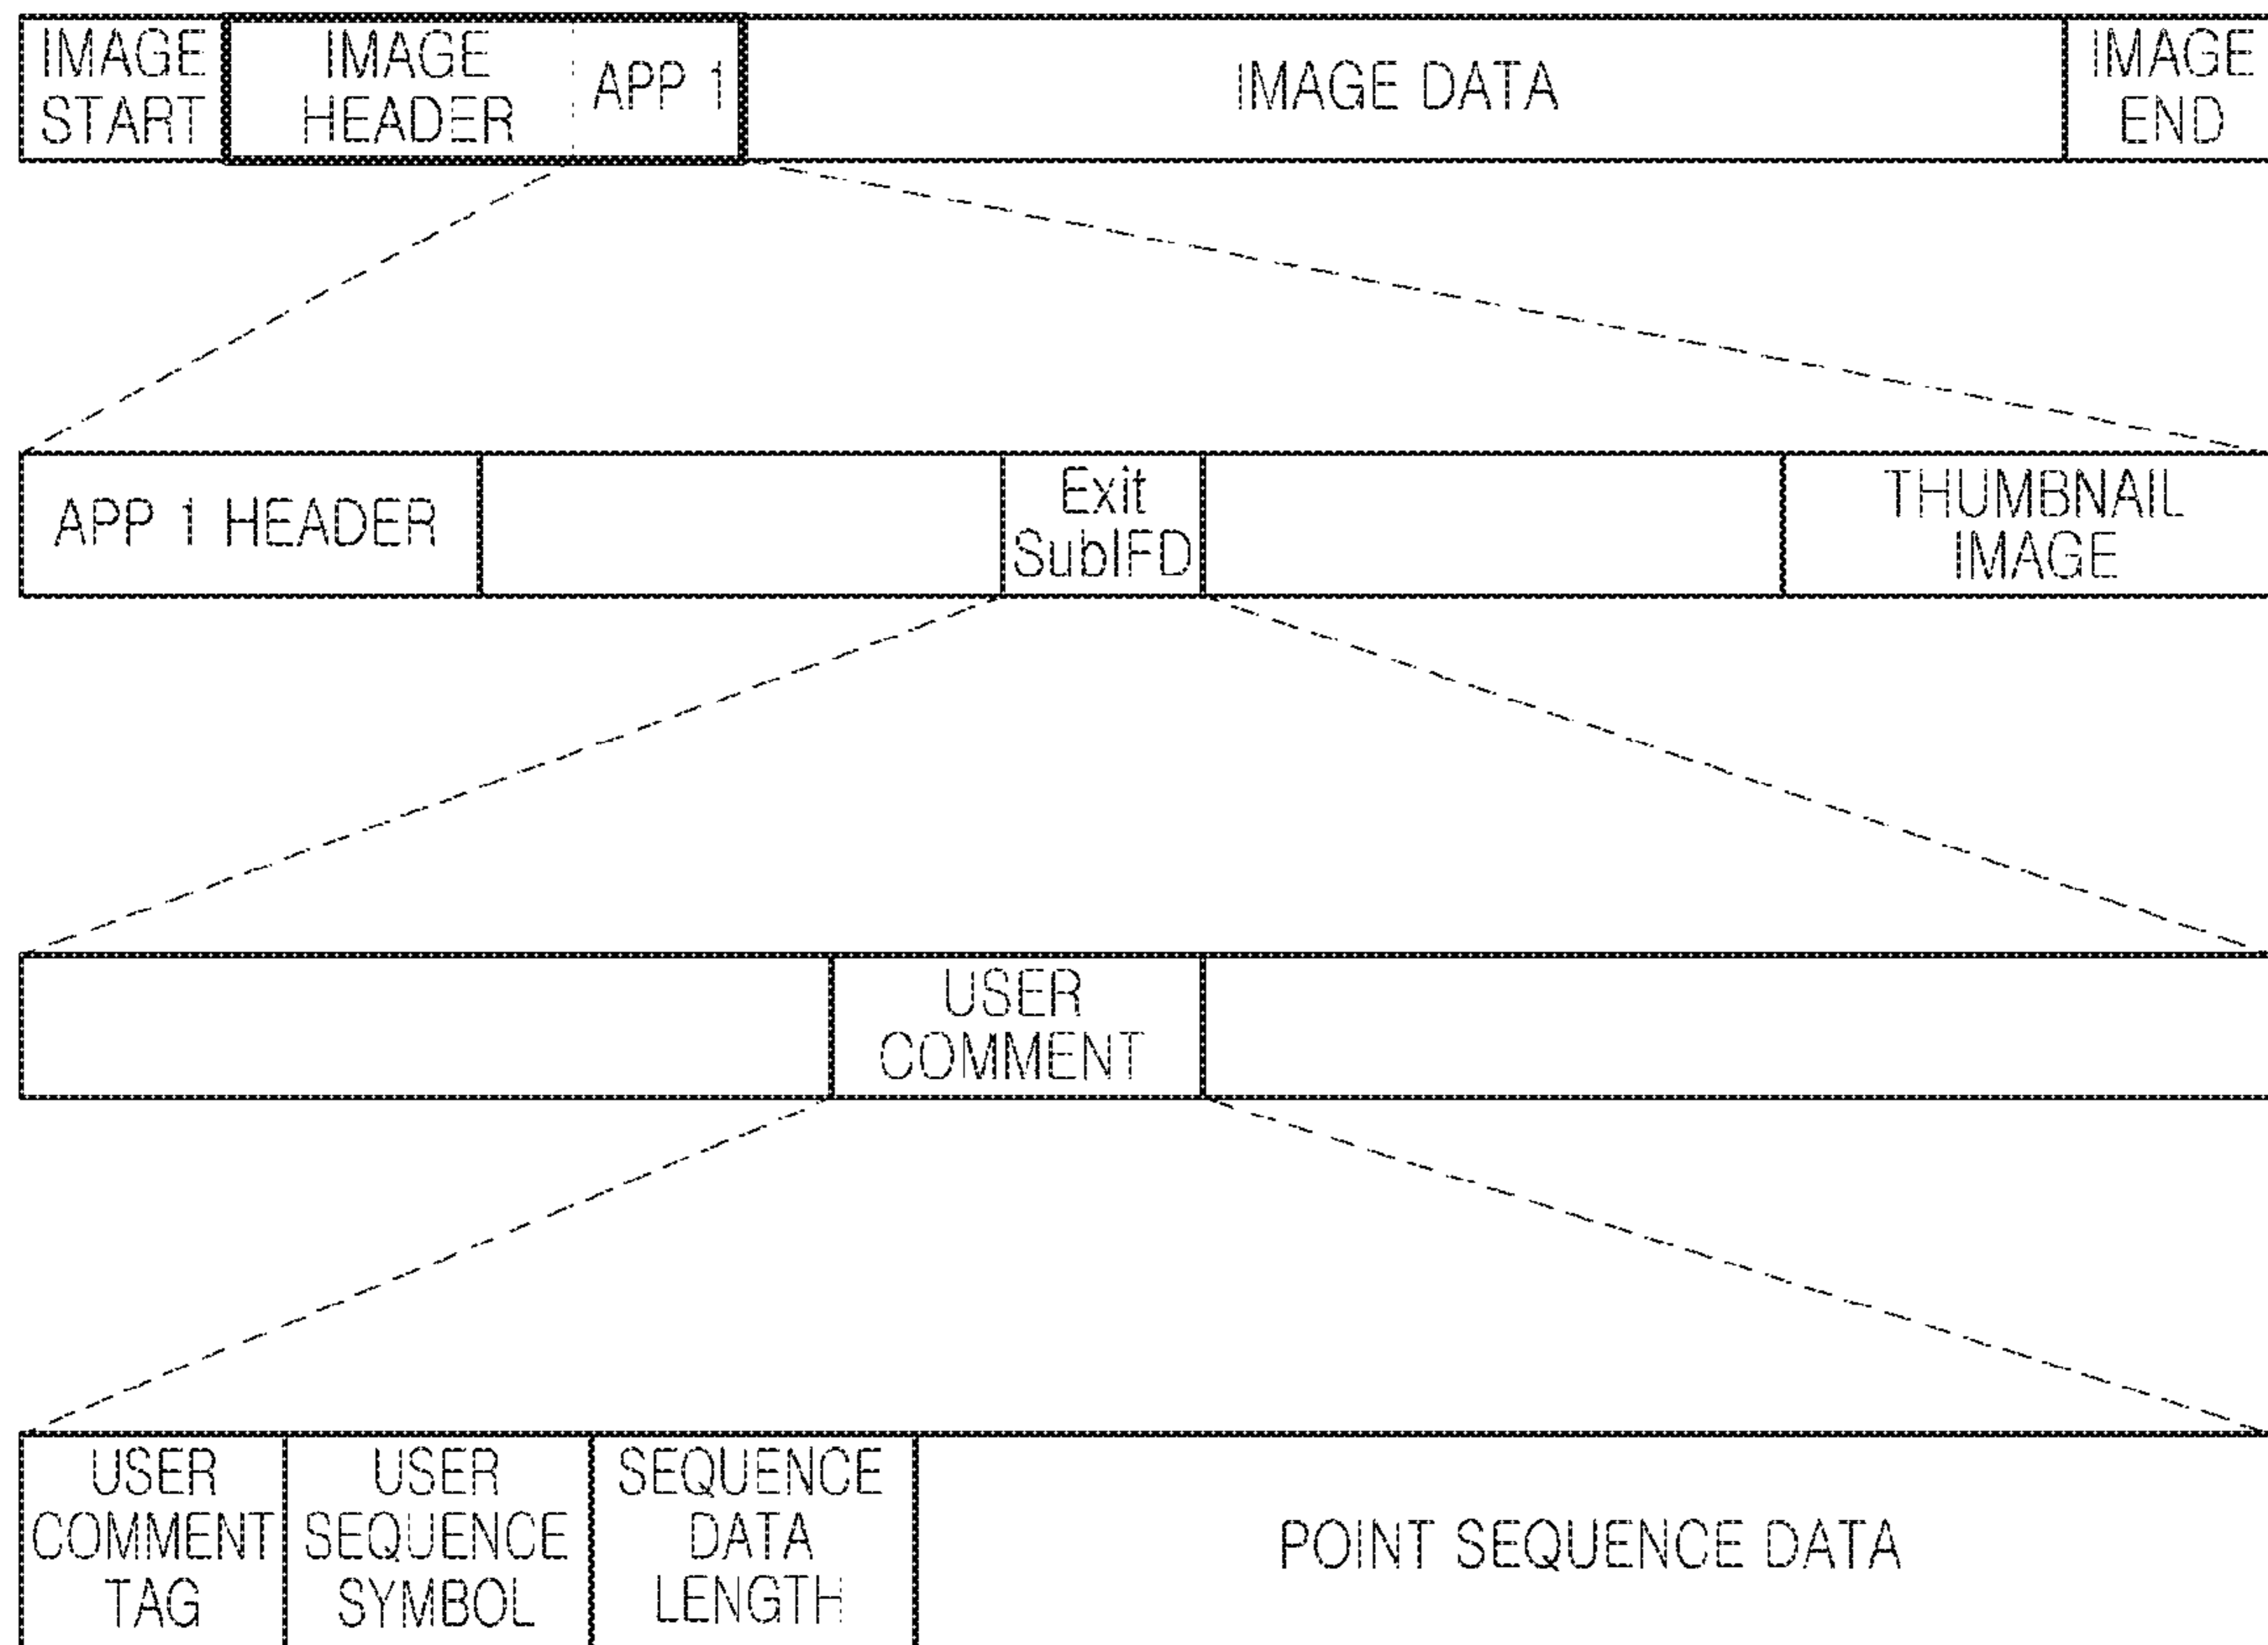 IMAGE
START
IMAGE
HEADER
APP 1
IMAGE DATA
IMAGE
END
APP 1 HEADER
Exit
SubIFD
THUMBNAIL
IMAGE
USER
COMMENT
USER
COMMENT
TAG
USER
SEQUENCE
SYMBOL
SEQUENCE
DATA
LENGTH
POINT SEQUENCE DATA